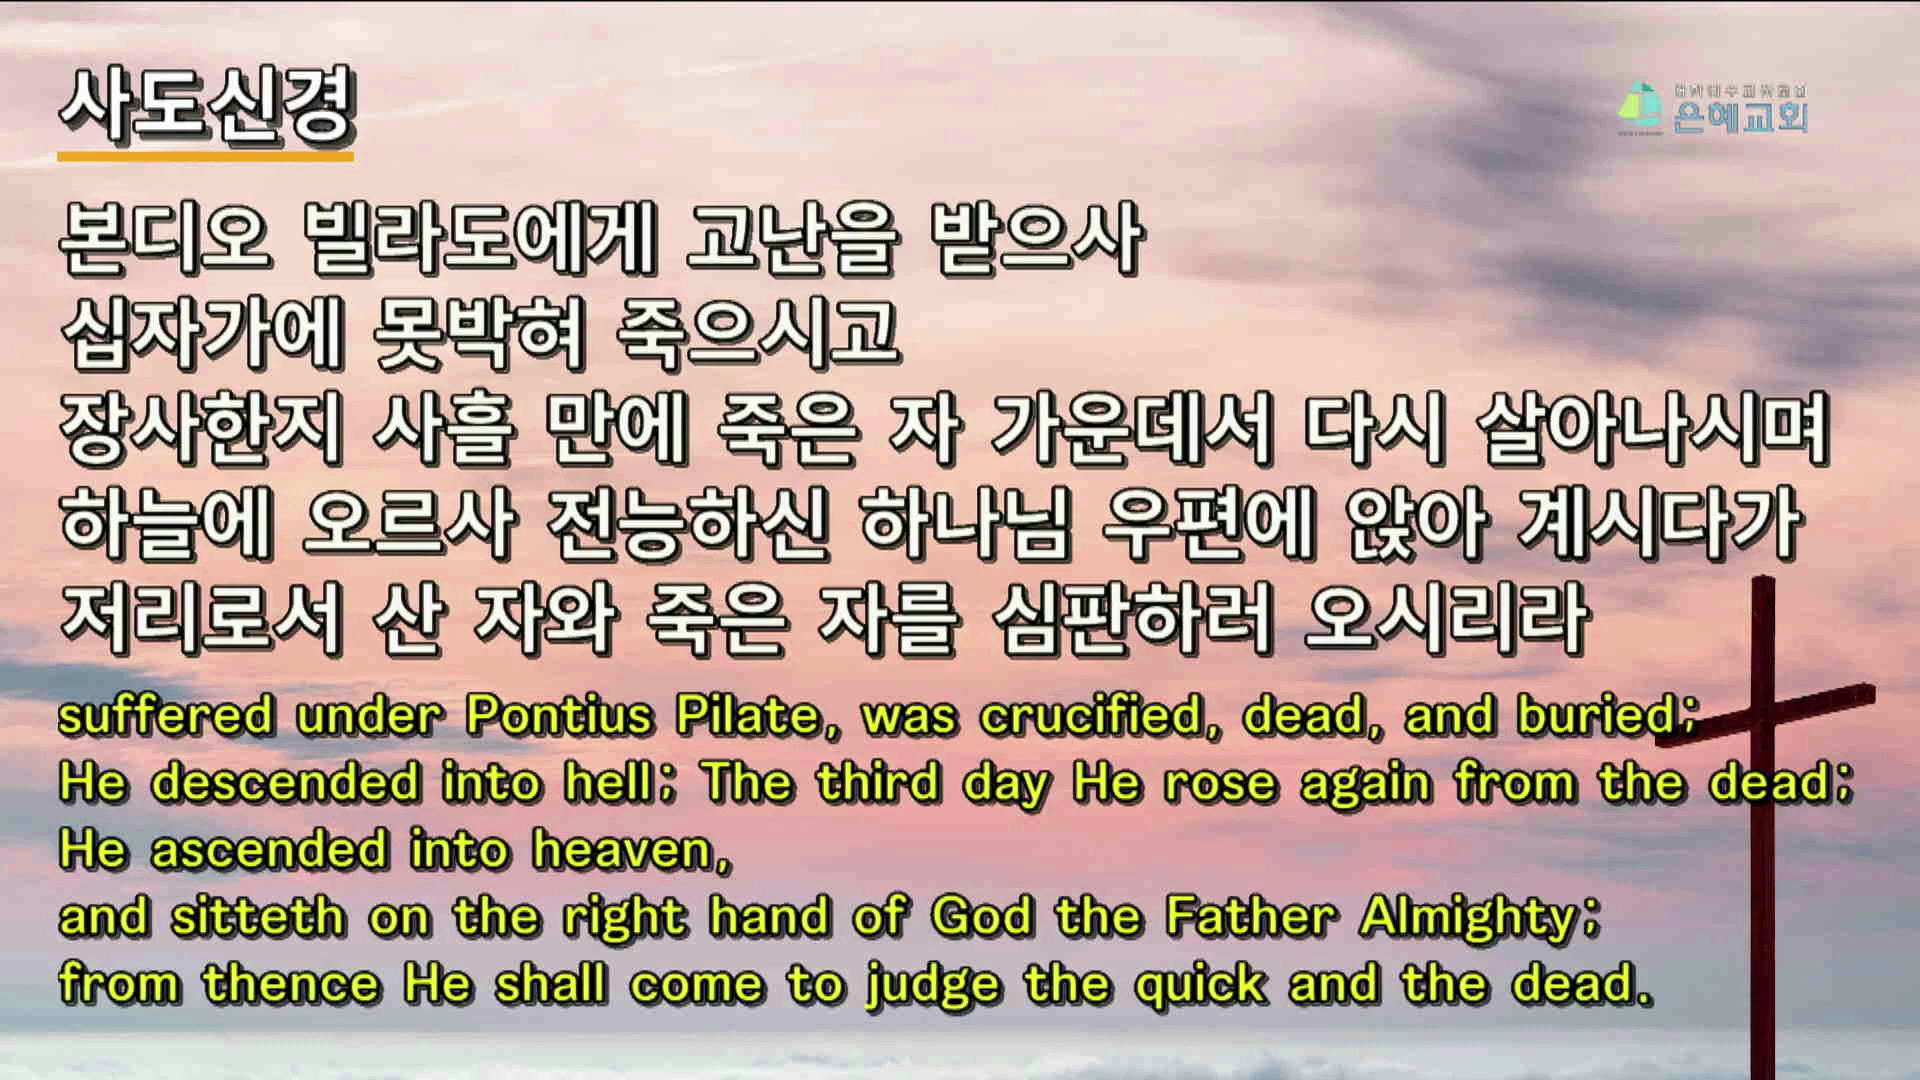 사도신경
은혜교회
본디오 빌라도에게 고난을 받으사
십자가에 못박혀 죽으시고
장사한지 사흘 만에 죽은 자 가운데서 다시 살아나시며
하늘에 오르사 전능하신 하나님 우편에 앉아 계시다가
저리로서 산 자와 죽은 자를 심판하러 오시리라
suffered under Pontius Pilate, was crucified, dead, and buried;
He descended into hell; The third day He rose again from the dead;
He ascended into heaven,
and sitteth on the right hand of God the Father Almighty;
from thence He shall come to judge the quick and the dead.